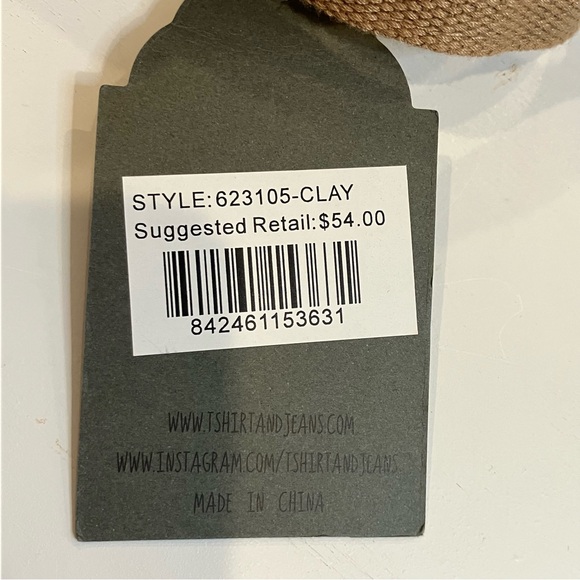 STYLE:623105-CLAY
Suggested Retail:$54.00
842461153631
WWW.TSHIRTANDJEANS.COM
WWW.INSTAGRAM.COM/TSHIRTANDJEANS
MADE IN CHINA